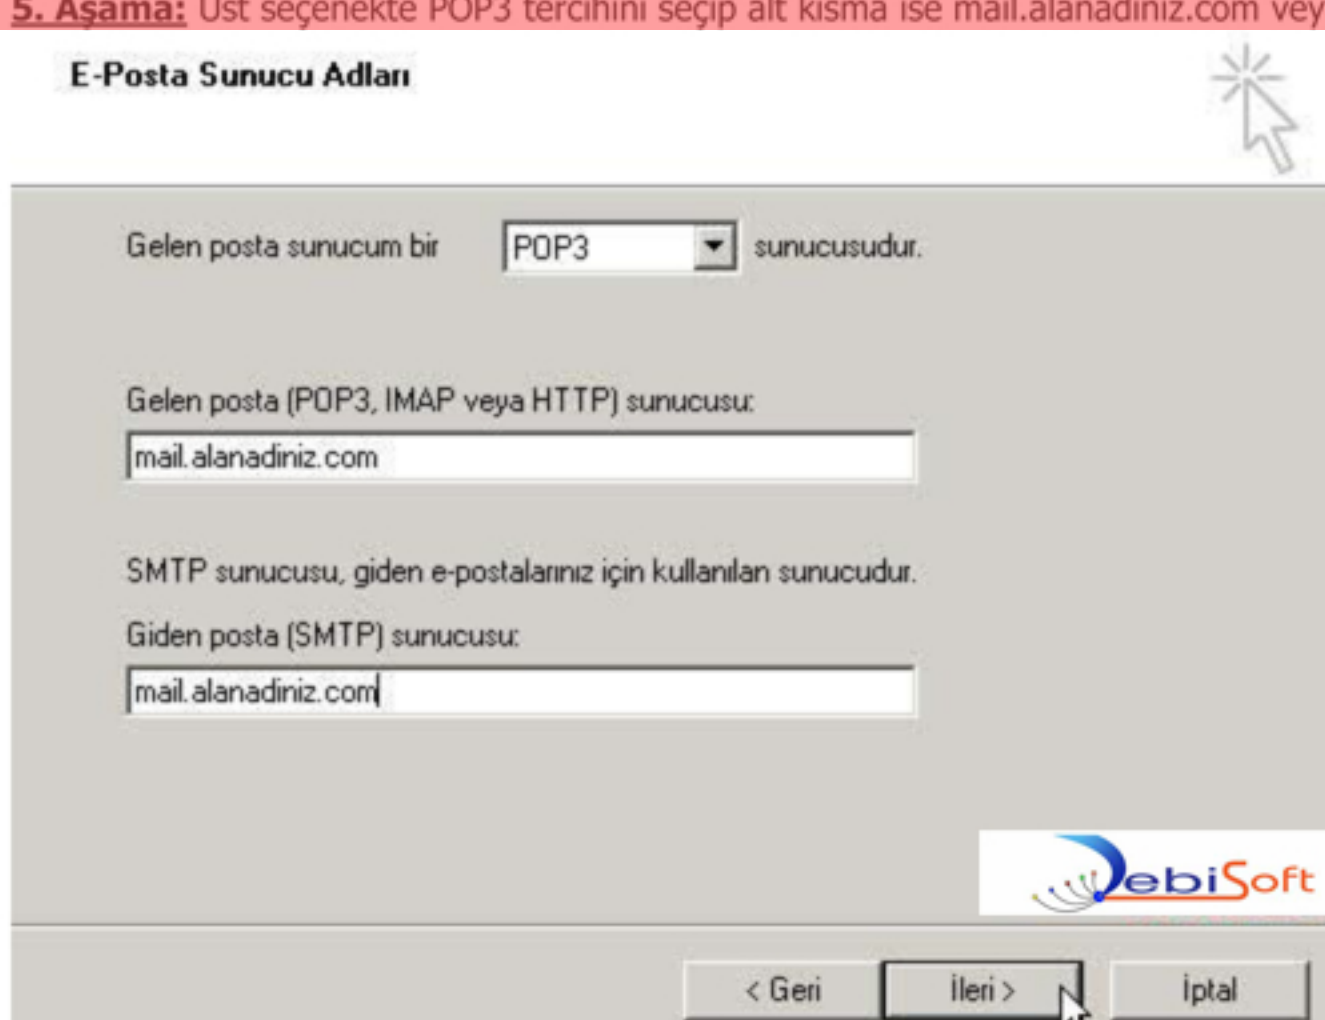 5. Aşama: Üst seçenekte POP3 tercihini seçip alt kısma ise mail.alanadiniz.com
E-Posta Sunucu Adları
Gelen posta sunucum bir POP3 sunucusudur.
Gelen posta (POP3, IMAP veya HTTP) sunucusu:
mail.alanadiniz.com
SMTP sunucusu, giden e-postalarınız için kullanılan sunucudur.
Giden posta (SMTP) sunucusu:
mail.alanadiniz.com
DebiSoft
< Geri İleri > İptal